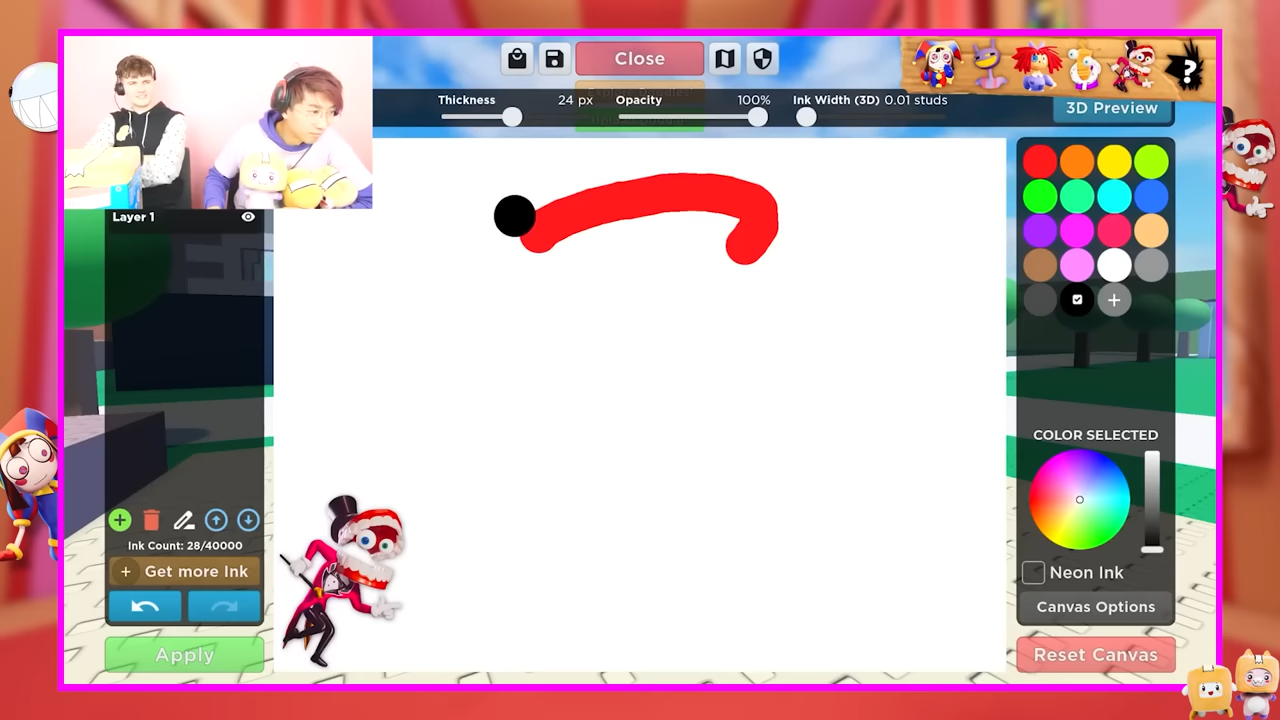 Close
Thickness 24 px Opacity 100% Ink Width (3D) 0.01 studs
3D Preview
?
Layer 1
Ink Count: 28/40000
+ Get more Ink
Apply
COLOR SELECTED
Neon Ink
Canvas Options
Reset Canvas